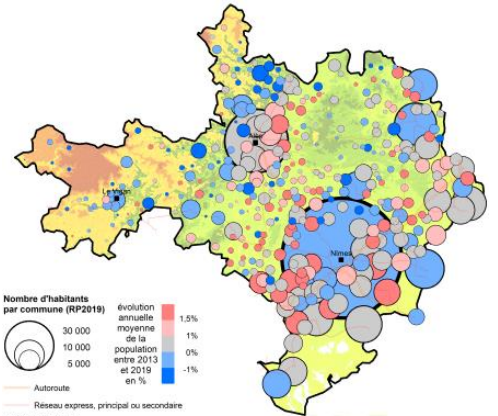 Alès
Le Vigan
Nîmes
Nombre d'habitants
par commune (RP2019)
30 000
10 000
5 000
évolution
annuelle
moyenne
de la
population
entre 2013
et 2019
en %
1,5%
1%
0%
-1%
Autoroute
Réseau express, principal ou secondaire